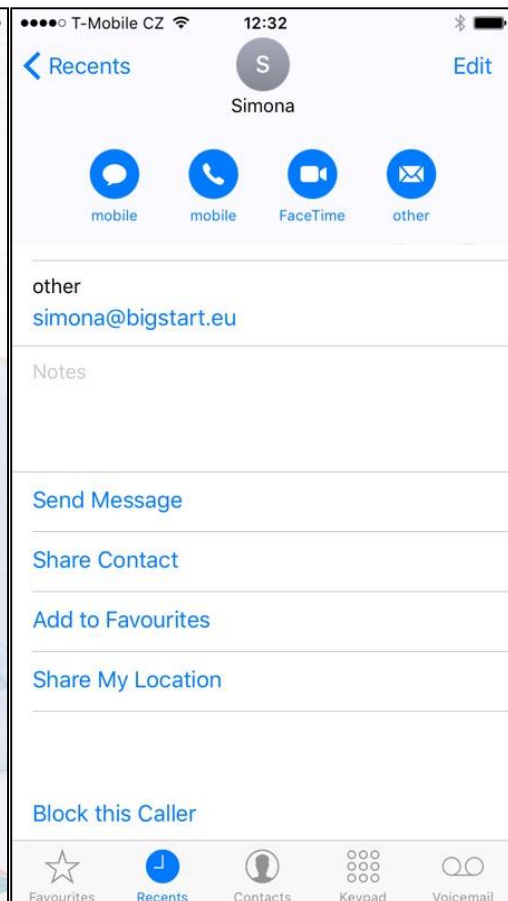 T-Mobile CZ 12:32
Recents S Edit
Simona
mobile mobile FaceTime other
other
simona@bigstart.eu
Notes
Send Message
Share Contact
Add to Favourites
Share My Location
Block this Caller
Favourites Recents Contacts Keypad Voicemail